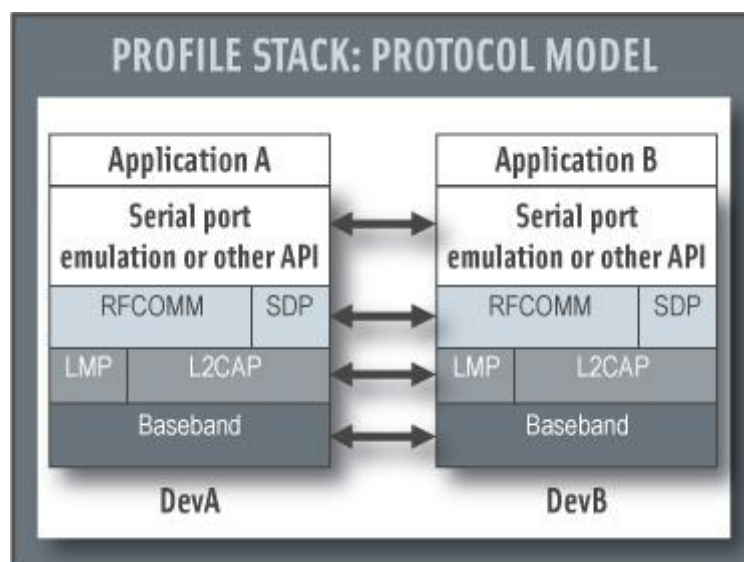 PROFILE STACK: PROTOCOL MODEL
Application A
Serial port
emulation or other API
RFCOMM
SDP
LMP
L2CAP
Baseband
DevA
Application B
Serial port
emulation or other API
RFCOMM
SDP
LMP
L2CAP
Baseband
DevB